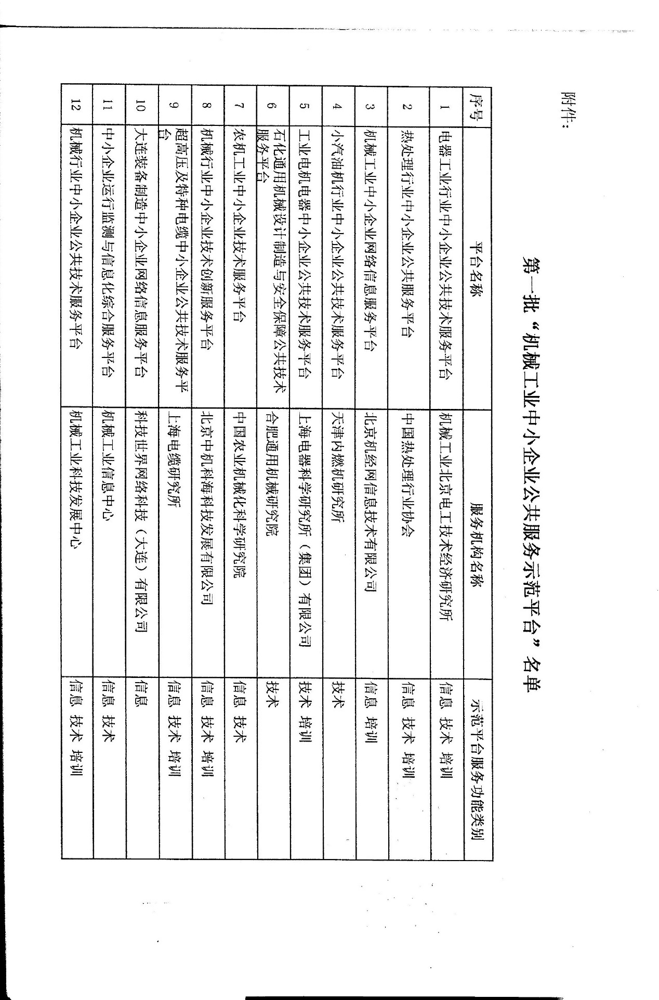 附件：
第一批“机械工业中小企业公共服务示范平台”名单
序号 平台名称 服务机构名称 示范平台服务功能类别
1 电器工业行业中小企业公共技术服务平台 机械工业北京电工技术经济研究所 信息 技术 培训
2 热处理行业中小企业公共服务平台 中国热处理行业协会 信息 技术 培训
3 机械工业中小企业网络信息服务平台 北京机经网信息技术有限公司 信息 培训
4 小汽油机行业中小企业公共技术服务平台 天津内燃机研究所 技术
5 工业电机电器中小企业公共技术服务平台 上海电器科学研究所（集团）有限公司 技术 培训
6 石化通用机械设计制造与安全保障公共技术 合肥通用机械研究院 技术
服务平台
7 农机工业中小企业技术服务平台 中国农业机械化科学研究院 信息 技术
8 机械行业中小企业技术创新服务平台 北京中机科海科技发展有限公司 信息 技术 培训
9 超高压及特种电缆中小企业公共技术服务平 上海电缆研究所 信息 技术 培训
台
10 大连装备制造中小企业网络信息服务平台 科技世界网络科技（大连）有限公司 信息
11 中小企业运行监测与信息化综合服务平台 机械工业信息中心 信息 技术
12 机械行业中小企业公共技术服务平台 机械工业科技发展中心 信息 技术 培训